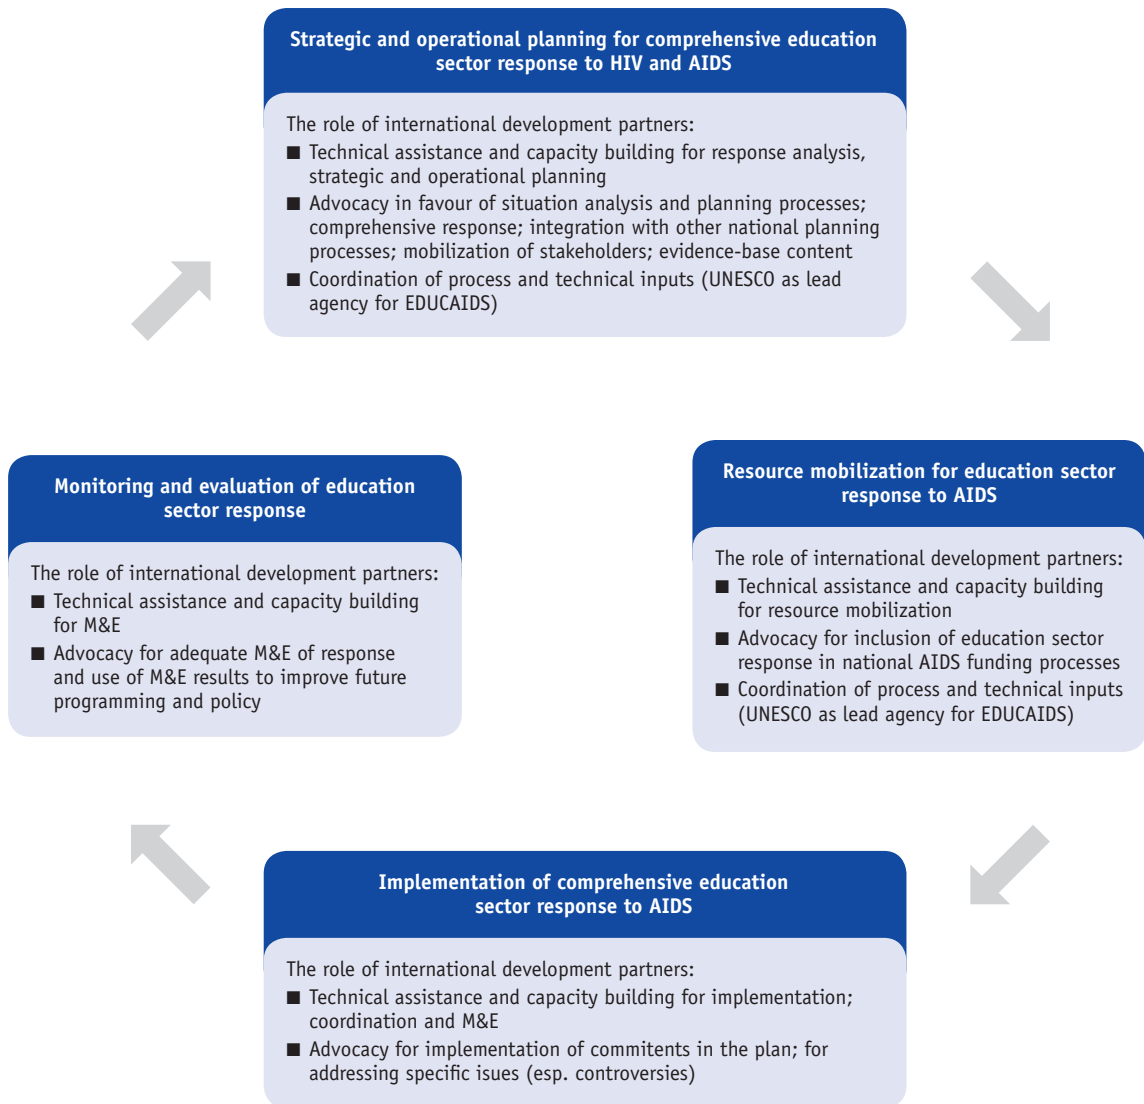 Strategic and operational planning for comprehensive education
sector response to HIV and AIDS
The role of international development partners:
■ Technical assistance and capacity building for response analysis,
strategic and operational planning
■ Advocacy in favour of situation analysis and planning processes;
comprehensive response; integration with other national planning
processes; mobilization of stakeholders; evidence-base content
■ Coordination of process and technical inputs (UNESCO as lead
agency for EDUCAIDS)
Resource mobilization for education sector
response to AIDS
The role of international development partners:
■ Technical assistance and capacity building
for resource mobilization
■ Advocacy for inclusion of education sector
response in national AIDS funding processes
■ Coordination of process and technical inputs
(UNESCO as lead agency for EDUCAIDS)
Implementation of comprehensive education
sector response to AIDS
The role of international development partners:
■ Technical assistance and capacity building for implementation;
coordination and M&E
■ Advocacy for implementation of commitents in the plan; for
addressing specific isues (esp. controversies)
Monitoring and evaluation of education
sector response
The role of international development partners:
■ Technical assistance and capacity building
for M&E
■ Advocacy for adequate M&E of response
and use of M&E results to improve future
programming and policy